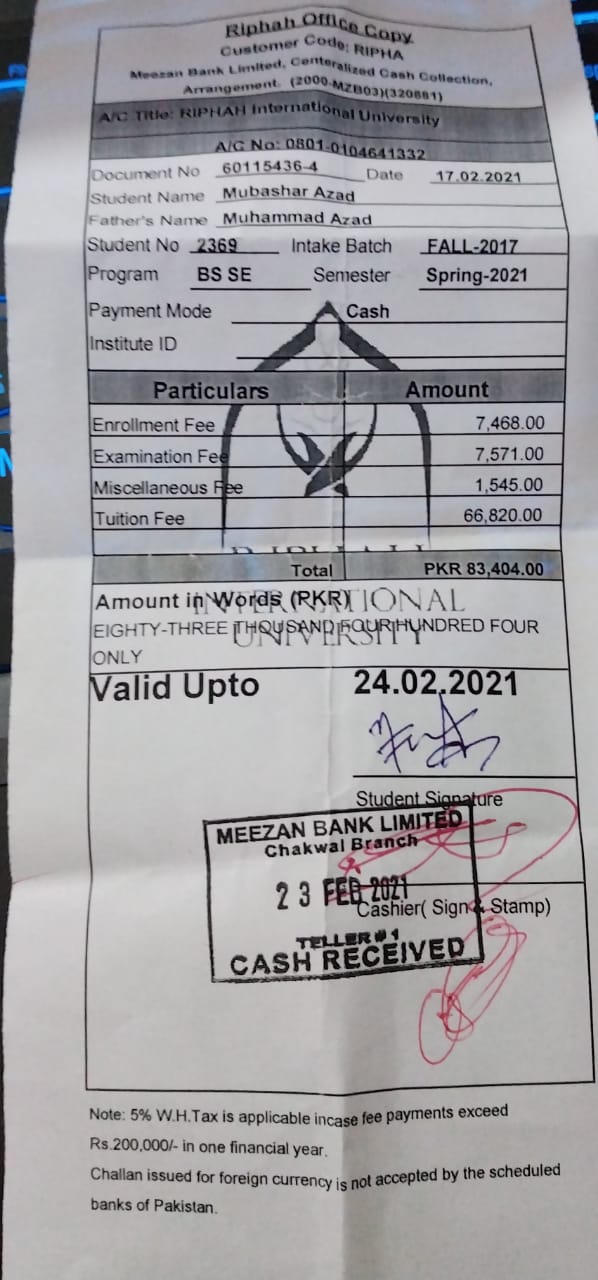 Riphah Office Copy
Customer Code: RIPHA
Meezan Bank Limited, Centeralized Cash Collection,
Arrangement. (2000-MZB03)(320881)
A/C Title: RIPHAH International University
A/C No: 0801-0104641332
Document No 60115436-4 Date 17.02.2021
Student Name Mubashar Azad
Father's Name Muhammad Azad
Student No 2369 Intake Batch FALL-2017
Program BS SE Semester Spring-2021
Payment Mode Cash
Institute ID
Particulars Amount
Enrollment Fee 7,468.00
Examination Fee 7,571.00
Miscellaneous Fee 1,545.00
Tuition Fee 66,820.00
Total PKR 83,404.00
Amount in Words (PKR)
INTERNATIONAL
EIGHTY-THREE THOUSAND FOUR HUNDRED FOUR
UNIVERSITY
ONLY
Valid Upto 24.02.2021
Student Signature
MEEZAN BANK LIMITED
Chakwal Branch
23 FEB 2021
Cashier( Sign & Stamp)
TELLER # 1
CASH RECEIVED
Note: 5% W.H.Tax is applicable incase fee payments exceed
Rs.200,000/- in one financial year.
Challan issued for foreign currency is not accepted by the scheduled
banks of Pakistan.